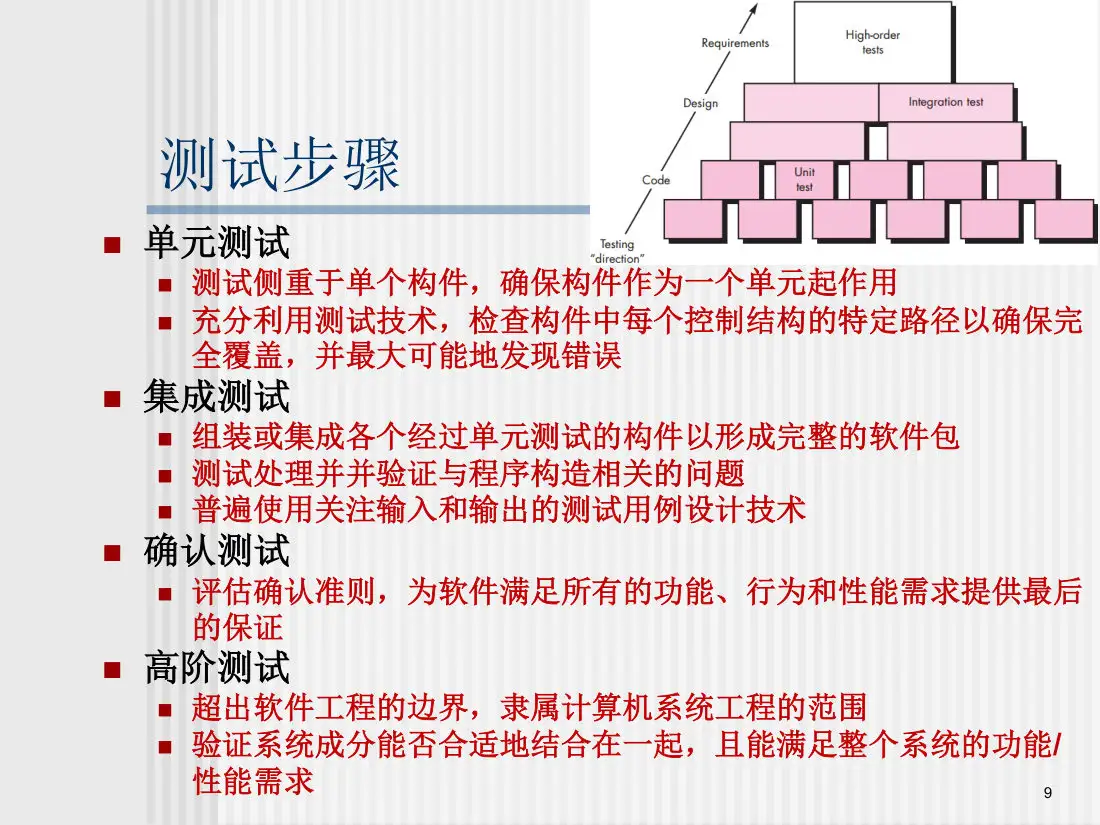 High-order
tests
Requirements
Design
Integration test
Code
Unit
test
Testing
“direction”
测试步骤
单元测试
测试侧重于单个构件，确保构件作为一个单元起作用
充分利用测试技术，检查构件中每个控制结构的特定路径以确保完
全覆盖，并最大可能地发现错误
集成测试
组装或集成各个经过单元测试的构件以形成完整的软件包
测试处理并并验证与程序构造相关的问题
普遍使用关注输入和输出的测试用例设计技术
确认测试
评估确认准则，为软件满足所有的功能、行为和性能需求提供最后
的保证
高阶测试
超出软件工程的边界，隶属计算机系统工程的范围
验证系统成分能否合适地结合在一起，且能满足整个系统的功能/
性能需求
9